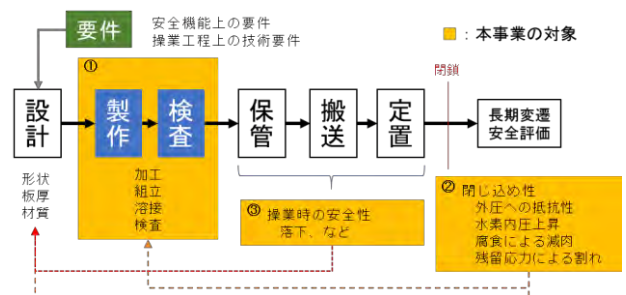 要件
安全機能上の要件
操業工程上の技術要件
：本事業の対象
①
閉鎖
設計
製作
検査
保管
搬送
定置
長期変遷
安全評価
形状
板厚
材質
加工
組立
溶接
検査
③ 操業時の安全性
落下、など
② 閉じ込め性
外圧への抵抗性
水素内圧上昇
腐食による減肉
残留応力による割れ